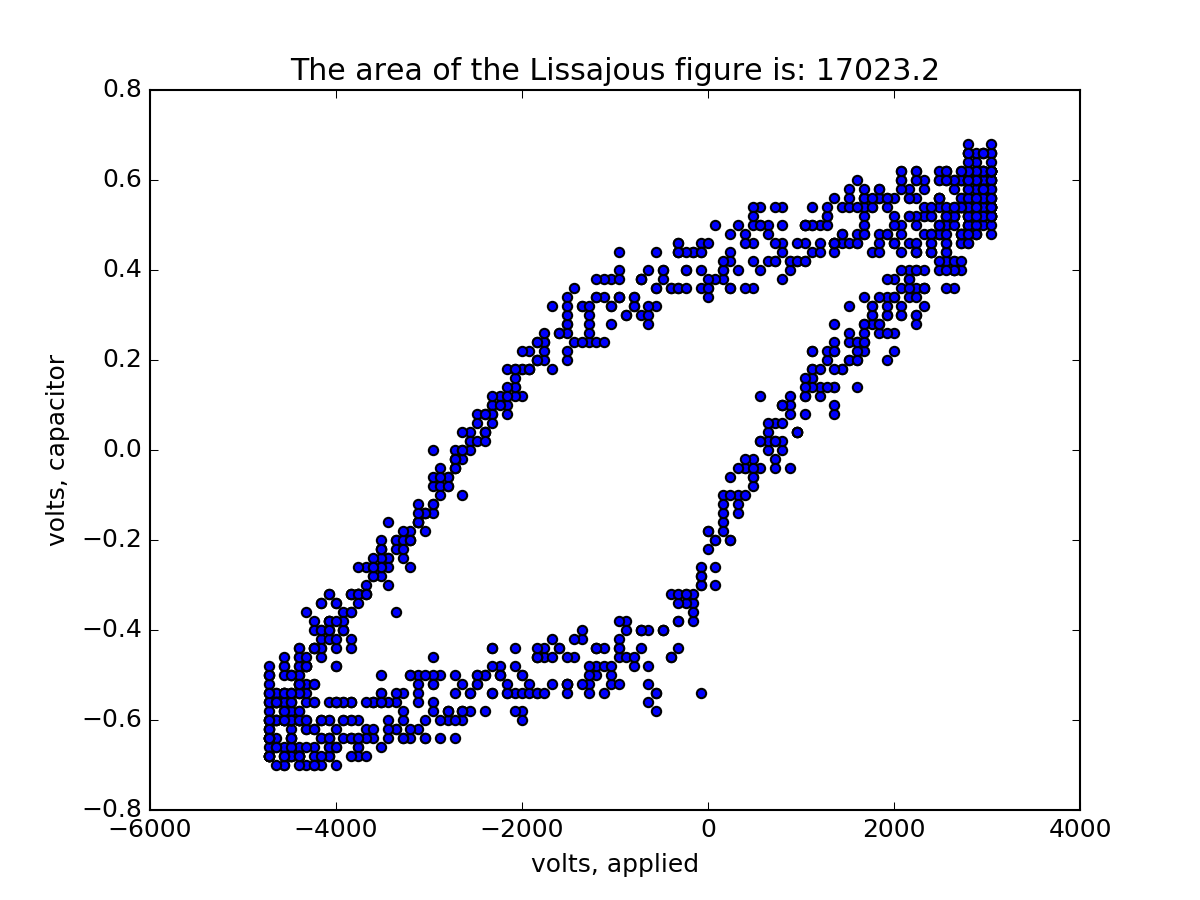 The area of the Lissajous figure is: 17023.2
0.8
0.6
0.4
0.2
0.0
−0.2
−0.4
−0.6
−0.8
volts, capacitor
−6000 −4000 −2000 0 2000 4000
volts, applied